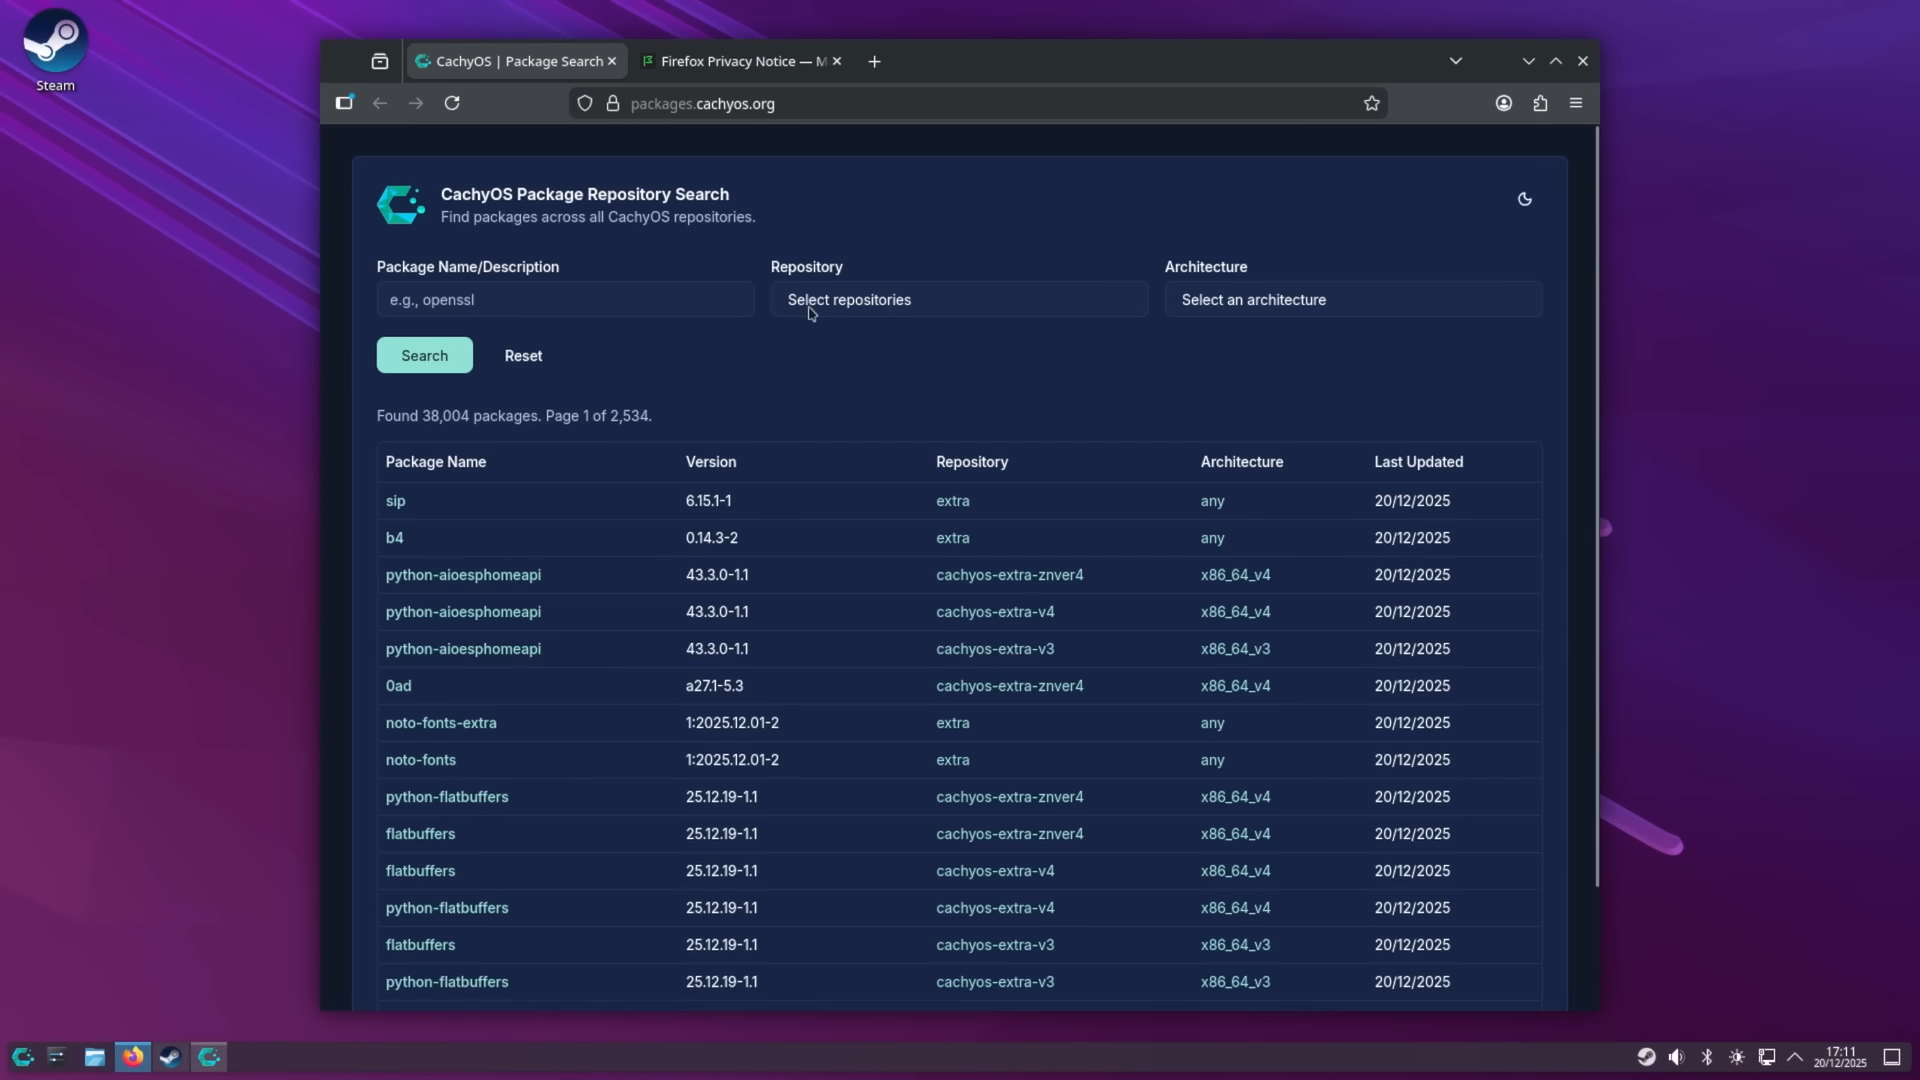 Steam
CachyOS | Package Search
Firefox Privacy Notice — M
packages.cachyos.org
CachyOS Package Repository Search
Find packages across all CachyOS repositories.
Package Name/Description Repository Architecture
e.g., openssl Select repositories Select an architecture
Search Reset
Found 38,004 packages. Page 1 of 2,534.
Package Name Version Repository Architecture Last Updated
sip 6.15.1-1 extra any 20/12/2025
b4 0.14.3-2 extra any 20/12/2025
python-aioesphomeapi 43.3.0-1.1 cachyos-extra-znver4 x86_64_v4 20/12/2025
python-aioesphomeapi 43.3.0-1.1 cachyos-extra-v4 x86_64_v4 20/12/2025
python-aioesphomeapi 43.3.0-1.1 cachyos-extra-v3 x86_64_v3 20/12/2025
0ad a27.1-5.3 cachyos-extra-znver4 x86_64_v4 20/12/2025
noto-fonts-extra 1:2025.12.01-2 extra any 20/12/2025
noto-fonts 1:2025.12.01-2 extra any 20/12/2025
python-flatbuffers 25.12.19-1.1 cachyos-extra-znver4 x86_64_v4 20/12/2025
flatbuffers 25.12.19-1.1 cachyos-extra-znver4 x86_64_v4 20/12/2025
flatbuffers 25.12.19-1.1 cachyos-extra-v4 x86_64_v4 20/12/2025
python-flatbuffers 25.12.19-1.1 cachyos-extra-v4 x86_64_v4 20/12/2025
flatbuffers 25.12.19-1.1 cachyos-extra-v3 x86_64_v3 20/12/2025
python-flatbuffers 25.12.19-1.1 cachyos-extra-v3 x86_64_v3 20/12/2025
17:11
20/12/2025